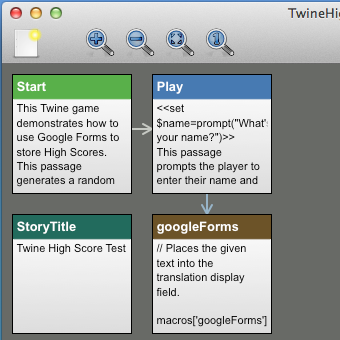 TwineHig
Start
This Twine game
demonstrates how to
use Google Forms to
store High Scores.
This passage
generates a random
Play
<<set
$name=prompt("What's
your name?")>>
This passage
prompts the player to
enter their name and
StoryTitle
Twine High Score Test
googleForms
// Places the given
text into the
translation display
field.
macros['googleForms']